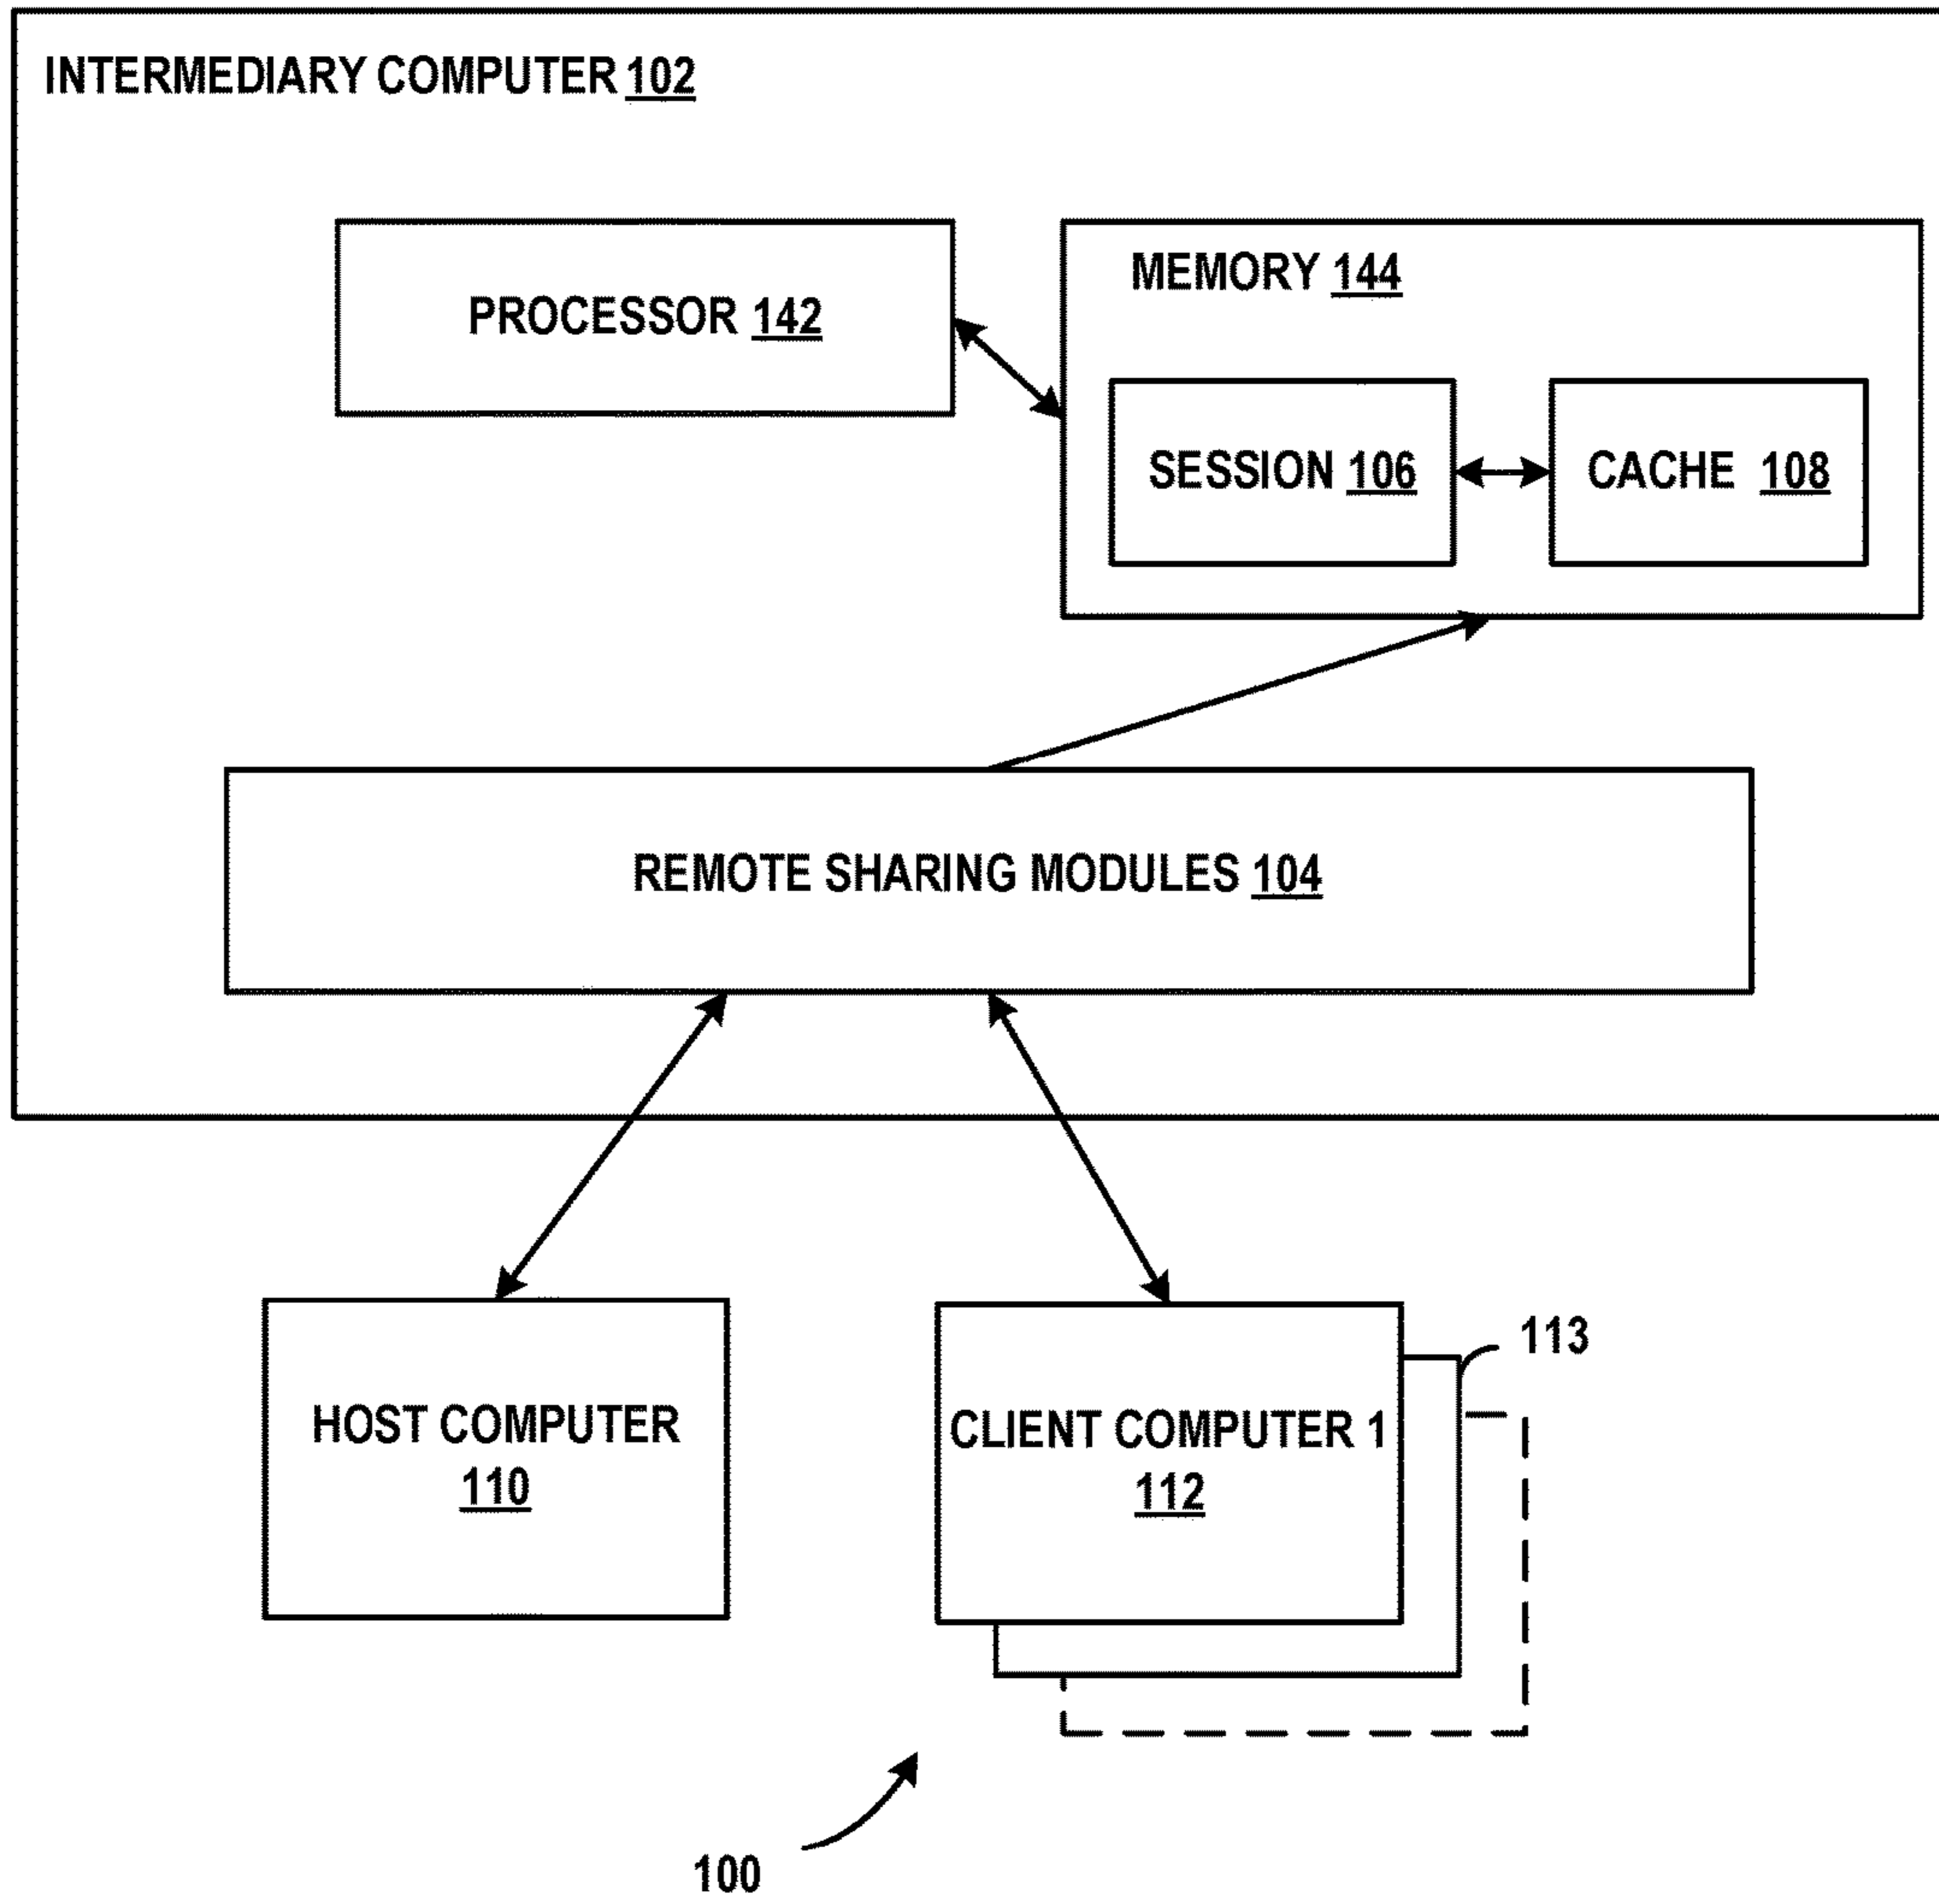 INTERMEDIARY COMPUTER 102
PROCESSOR 142
MEMORY 144
SESSION 106
CACHE 108
REMOTE SHARING MODULES 104
HOST COMPUTER
110
CLIENT COMPUTER 1
112
113
100